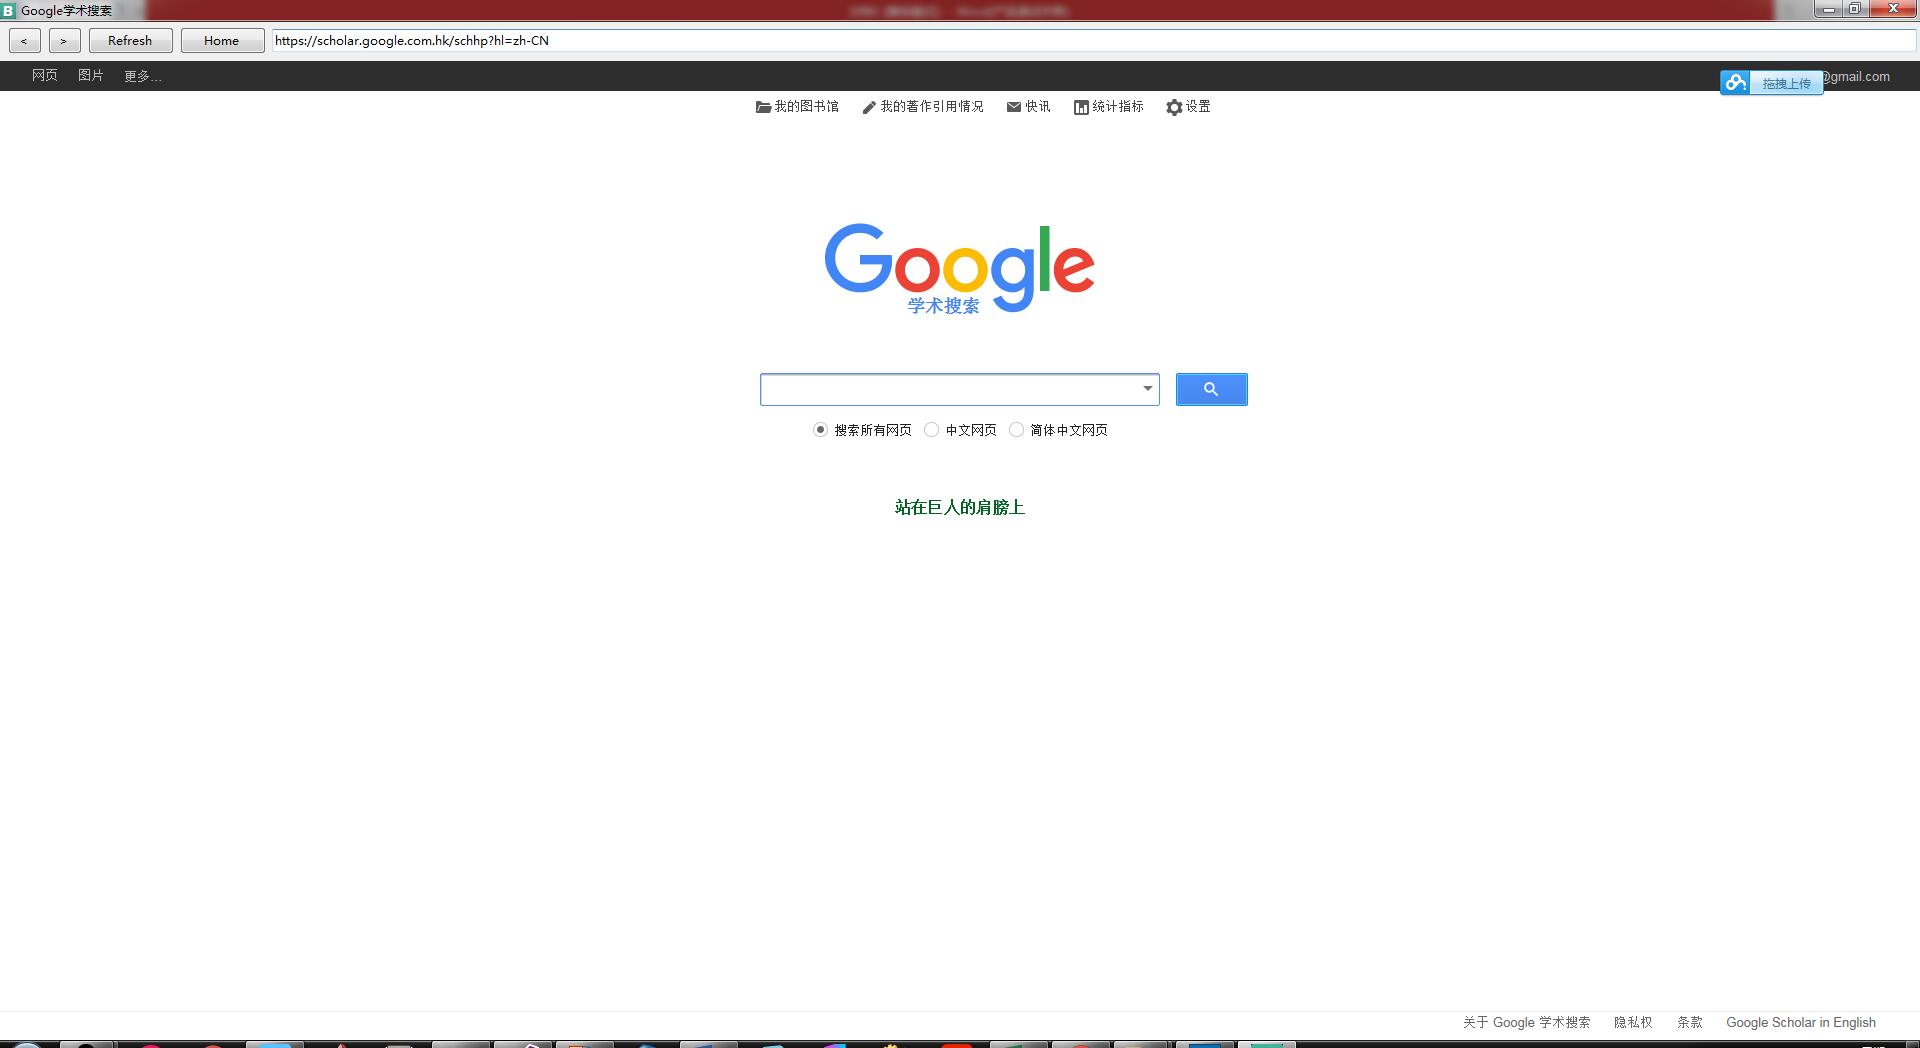 Google学术搜索
< > Refresh Home https://scholar.google.com.hk/schhp?hl=zh-CN
网页 图片 更多… 拖拽上传 @gmail.com
我的图书馆 我的著作引用情况 快讯 统计指标 设置
Google
学术搜索
搜索所有网页 中文网页 简体中文网页
站在巨人的肩膀上
关于 Google 学术搜索 隐私权 条款 Google Scholar in English